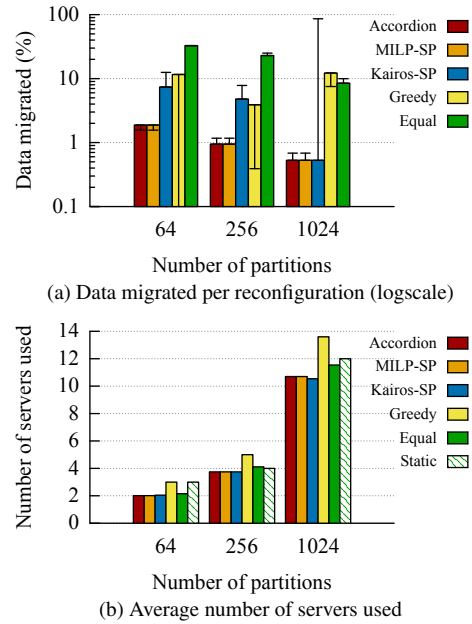 Data migrated (%)
100
10
1
0.1
64
256
1024
Number of partitions
Accordion
MILP-SP
Kairos-SP
Greedy
Equal
(a) Data migrated per reconfiguration (logscale)
Number of servers used
14
12
10
8
6
4
2
0
64
256
1024
Number of partitions
Accordion
MILP-SP
Kairos-SP
Greedy
Equal
Static
(b) Average number of servers used